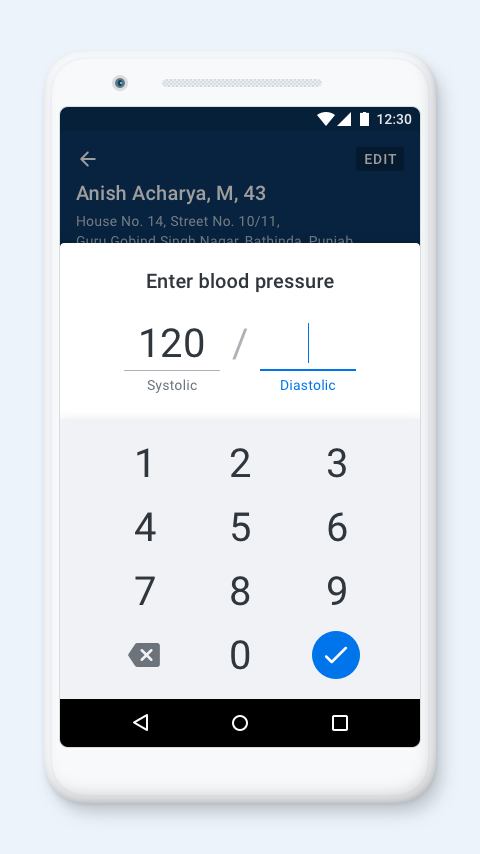 12:30
EDIT
Anish Acharya, M, 43
House No. 14, Street No. 10/11,
Guru Gobind Singh Nagar, Bathinda, Punjab
Enter blood pressure
120 /
Systolic Diastolic
1 2 3
4 5 6
7 8 9
0